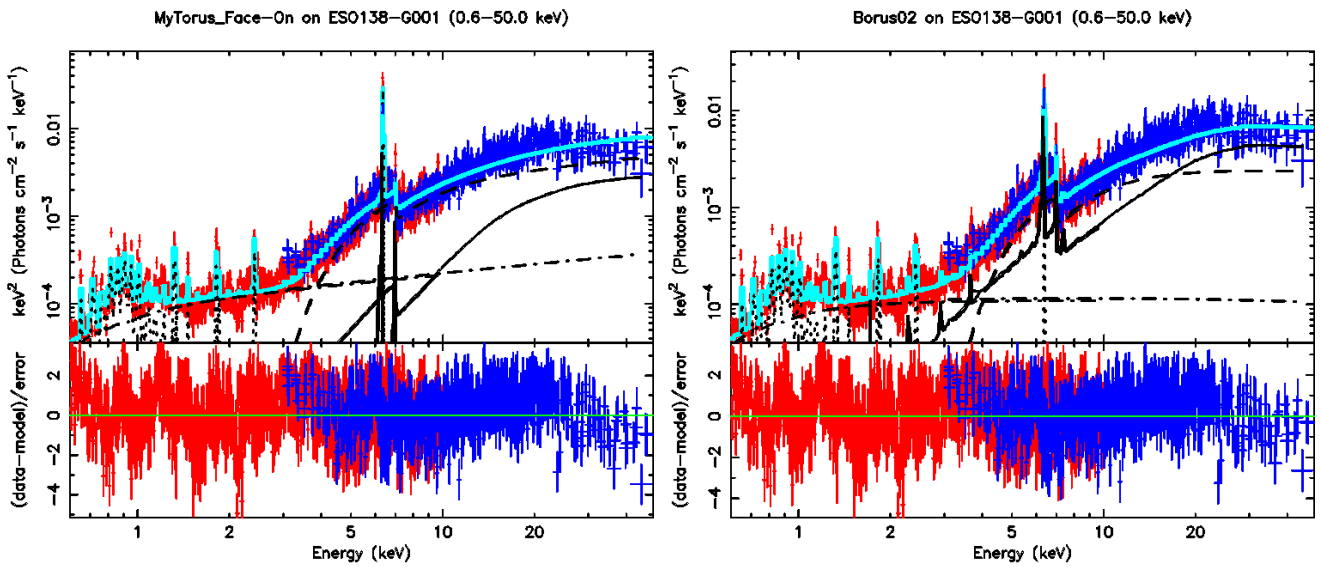 MyTorus_Face-On on ESO138-G001 (0.6-50.0 keV)
keV² (Photons cm⁻² s⁻¹ keV⁻¹)
0.01
10⁻³
10⁻⁴
(data-model)/error
2
0
-2
-4
1 2 5 10 20
Energy (keV)
Borus02 on ESO138-G001 (0.6-50.0 keV)
keV² (Photons cm⁻² s⁻¹ keV⁻¹)
0.01
10⁻³
10⁻⁴
(data-model)/error
2
0
-2
-4
1 2 5 10 20
Energy (keV)